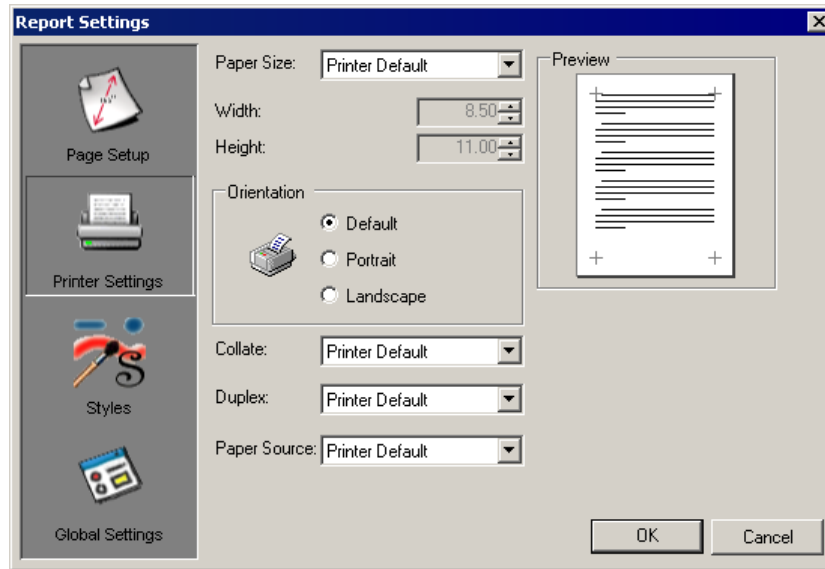 Report Settings
Page Setup
Printer Settings
Styles
Global Settings
Paper Size: Printer Default
Width: 8.50
Height: 11.00
Orientation
Default
Portrait
Landscape
Collate: Printer Default
Duplex: Printer Default
Paper Source: Printer Default
Preview
OK
Cancel